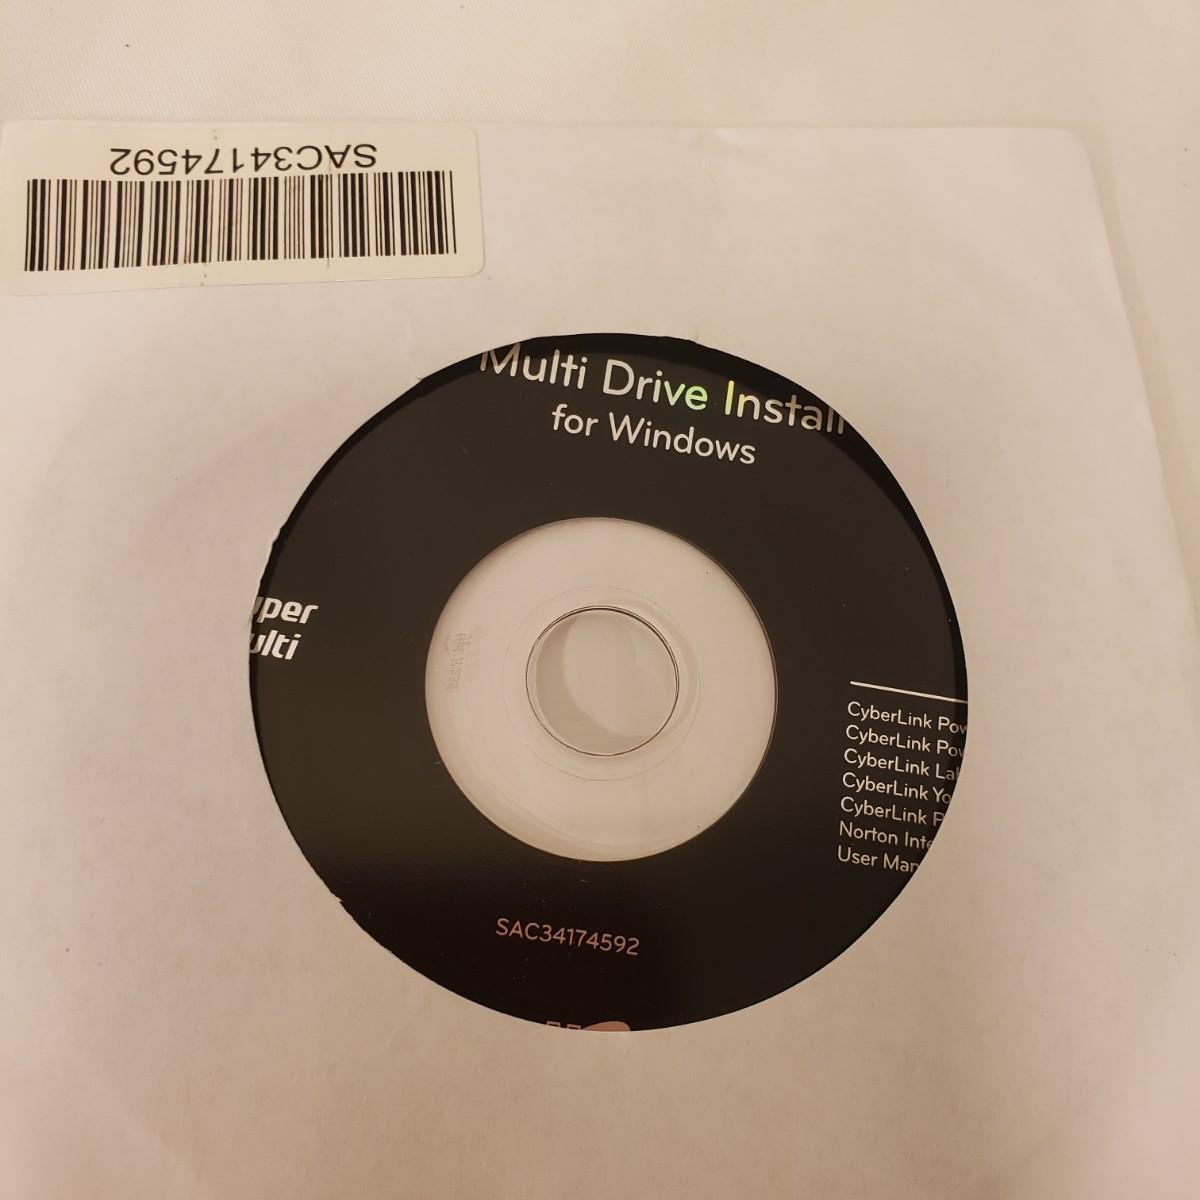 SAC34174592
Multi Drive Install
for Windows
CyberLink
CyberLink
CyberLink
CyberLink
CyberLink
Norton
User
SAC34174592